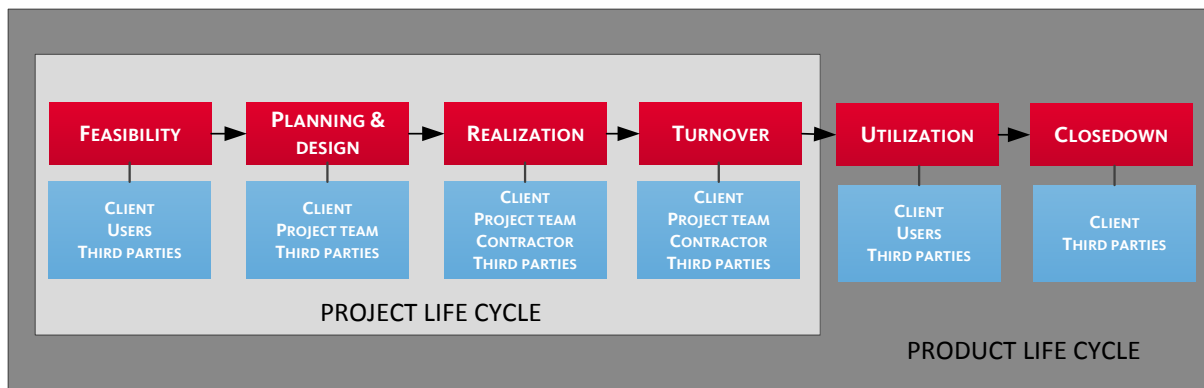 FEASIBILITY
PLANNING &
DESIGN
REALIZATION
TURNOVER
UTILIZATION
CLOSEDOWN
CLIENT
USERS
THIRD PARTIES
CLIENT
PROJECT TEAM
THIRD PARTIES
CLIENT
PROJECT TEAM
CONTRACTOR
THIRD PARTIES
CLIENT
PROJECT TEAM
CONTRACTOR
THIRD PARTIES
CLIENT
USERS
THIRD PARTIES
CLIENT
THIRD PARTIES
PROJECT LIFE CYCLE
PRODUCT LIFE CYCLE